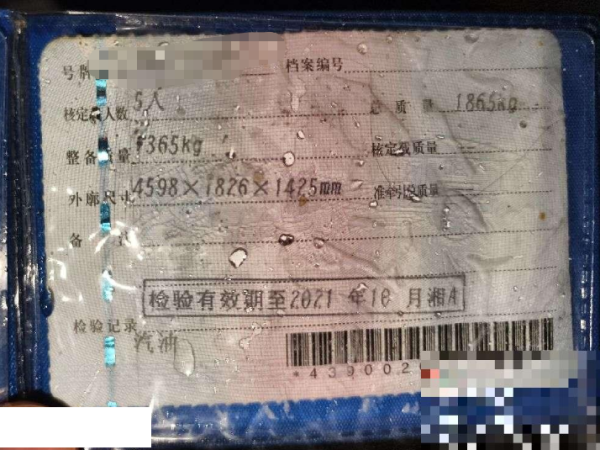 号牌 档案编号
核定 人数 5人 总质量 1865kg
整备 量 1365kg 核定载质量
外廓尺寸 4598×1826×1425mm 准牵引总质量
备
检验有效期至2021 年10 月湘A
检验记录
汽油
*439002